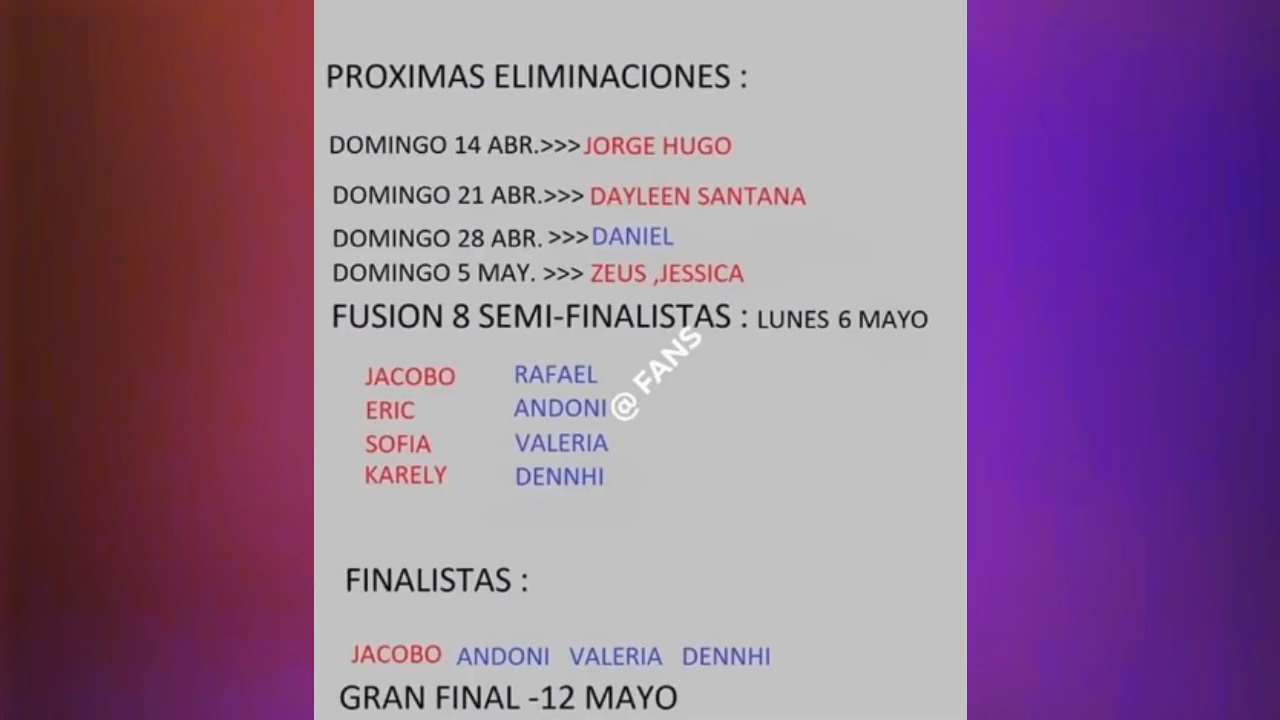 PROXIMAS ELIMINACIONES :
DOMINGO 14 ABR.>>> JORGE HUGO
DOMINGO 21 ABR.>>> DAYLEEN SANTANA
DOMINGO 28 ABR. >>> DANIEL
DOMINGO 5 MAY. >>> ZEUS ,JESSICA
FUSION 8 SEMI-FINALISTAS : LUNES 6 MAYO
JACOBO RAFAEL
ERIC ANDONI
@ FANS
SOFIA VALERIA
KARELY DENNHI
FINALISTAS :
JACOBO ANDONI VALERIA DENNHI
GRAN FINAL -12 MAYO